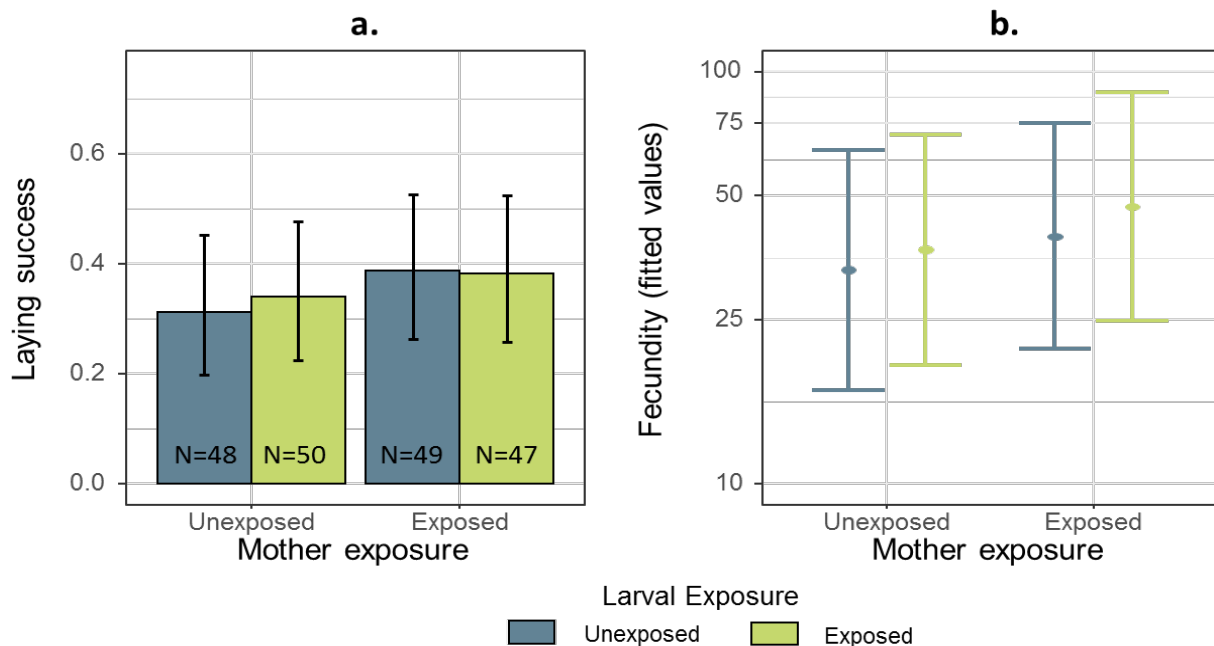 a.
Laying success
0.6
0.4
0.2
0.0
N=48
N=50
N=49
N=47
Unexposed
Exposed
Mother exposure
b.
Fecundity (fitted values)
100
75
50
25
10
Unexposed
Exposed
Mother exposure
Larval Exposure
Unexposed
Exposed